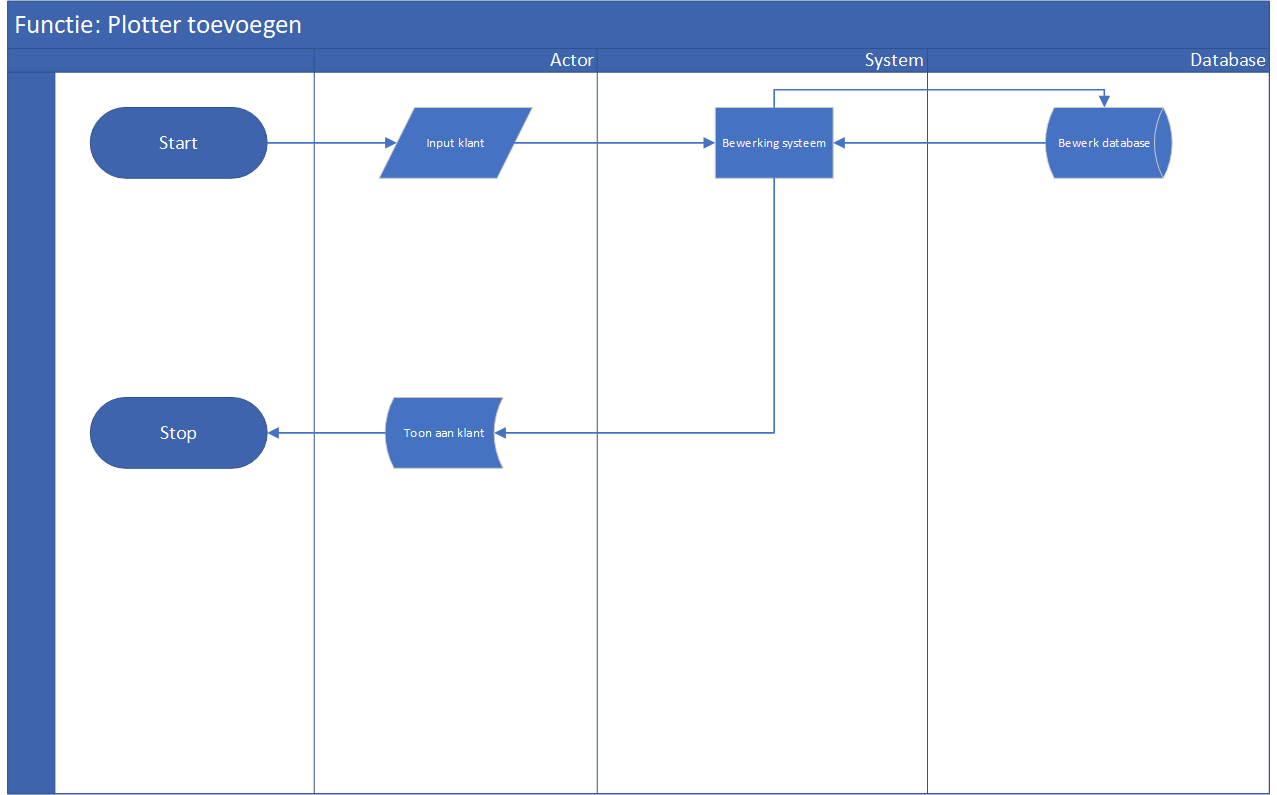 Functie: Plotter toevoegen
Actor
System
Database
Start
Input klant
Bewerking systeem
Bewerk database
Stop
Toon aan klant